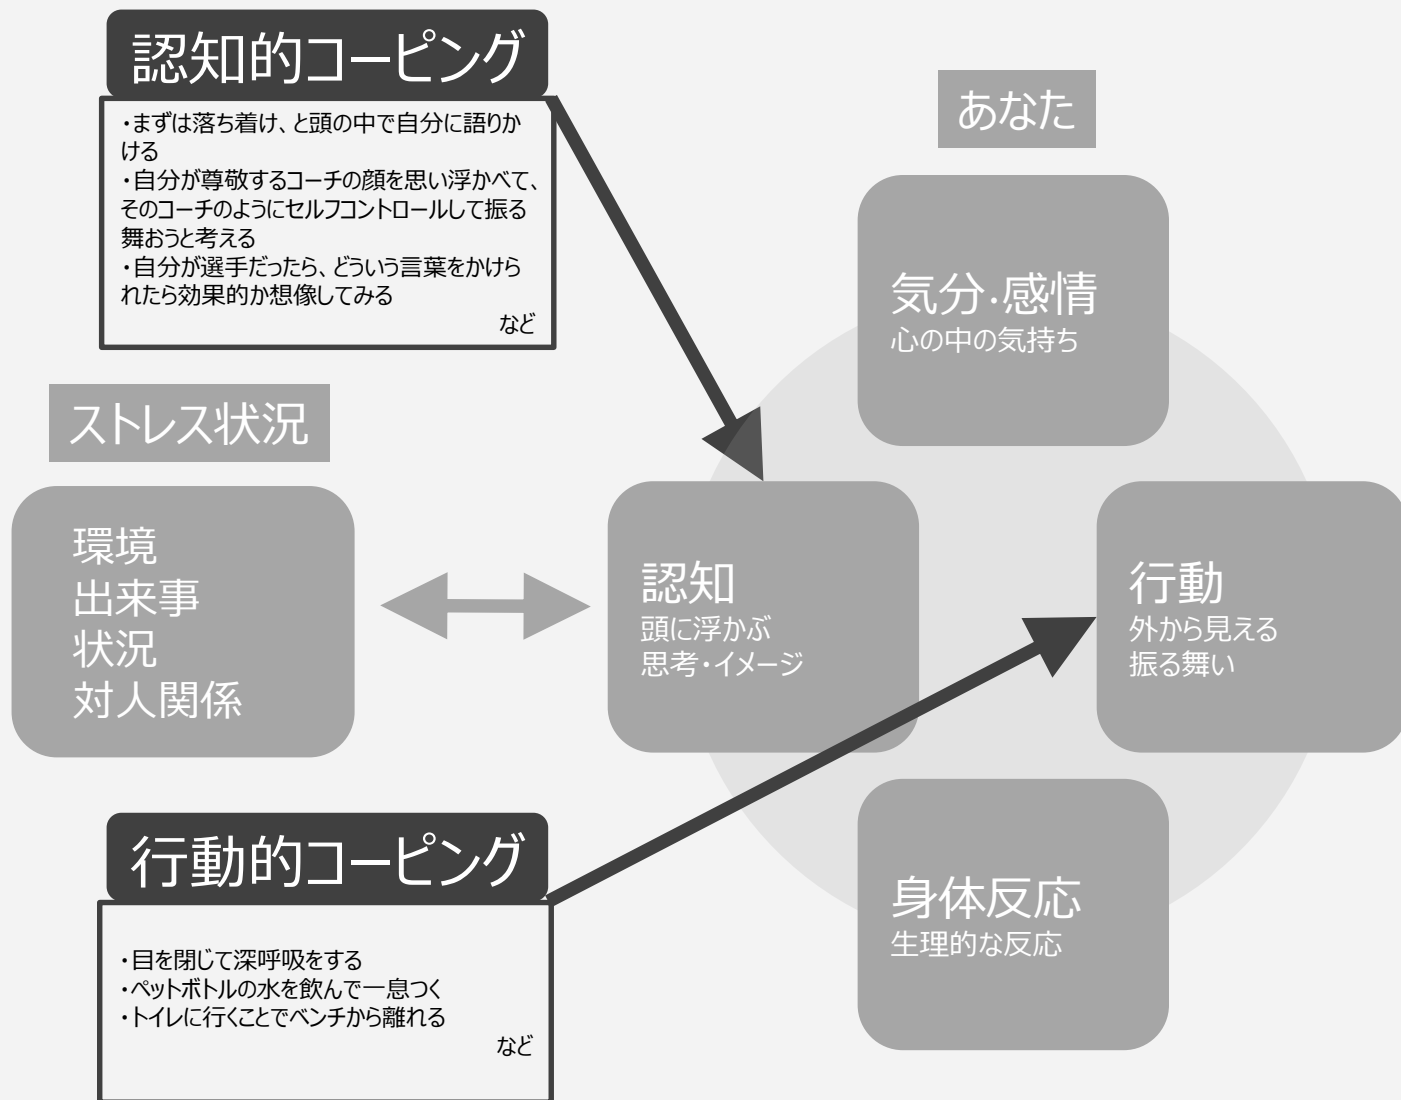 認知的コーピング
・まずは落ち着け、と頭の中で自分に語りか
ける
・自分が尊敬するコーチの顔を思い浮かべて、
そのコーチのようにセルフコントロールして振る
舞おうと考える
・自分が選手だったら、どういう言葉をかけら
れたら効果的か想像してみる
など
あなた
気分・感情
心の中の気持ち
ストレス状況
環境
出来事
状況
対人関係
認知
頭に浮かぶ
思考・イメージ
行動
外から見える
振る舞い
行動的コーピング
・目を閉じて深呼吸をする
・ペットボトルの水を飲んで一息つく
・トイレに行くことでベンチから離れる
など
身体反応
生理的な反応